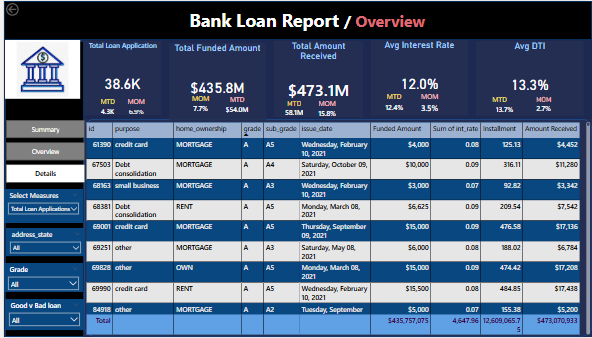 Bank Loan Report / Overview
Total Loan Application
38.6K
MTD MOM
4.3K 6.9%
Total Funded Amount
$435.8M
MOM MTD
7.7% $54.0M
Total Amount
Received
$473.1M
MTD MOM
58.1M 15.8%
Avg Interest Rate
12.0%
MTD MOM
12.4% 3.5%
Avg DTI
13.3%
MTD MOM
13.7% 2.7%
Summary
Overview
Details
Select Measures
Total Loan Applications
address_state
All
Grade
All
Good v Bad loan
All
id purpose home_ownership grade sub_grade issue_date Funded Amount Sum of int_rate Installment Amount Received
61390 credit card MORTGAGE A A5 Wednesday, February 10, 2021 $4,000 0.08 125.13 $4,452
67503 Debt consolidation MORTGAGE A A4 Saturday, October 09, 2021 $10,000 0.09 316.11 $11,280
68163 small business MORTGAGE A A3 Wednesday, February 10, 2021 $3,000 0.07 92.82 $3,342
68381 Debt consolidation RENT A A5 Monday, March 08, 2021 $6,625 0.09 209.54 $7,542
69001 credit card MORTGAGE A A5 Thursday, September 09, 2021 $15,000 0.09 476.58 $17,136
69251 other MORTGAGE A A3 Saturday, May 08, 2021 $6,000 0.08 188.02 $6,784
69828 other OWN A A5 Monday, March 08, 2021 $15,000 0.09 474.42 $17,208
69990 credit card RENT A A5 Wednesday, February 10, 2021 $15,500 0.08 484.85 $17,438
84918 other MORTGAGE A A2 Tuesday, September $5,000 0.07 155.38 $5,200
Total $435,757,075 4,647.96 12,609,065.75 $473,070,933